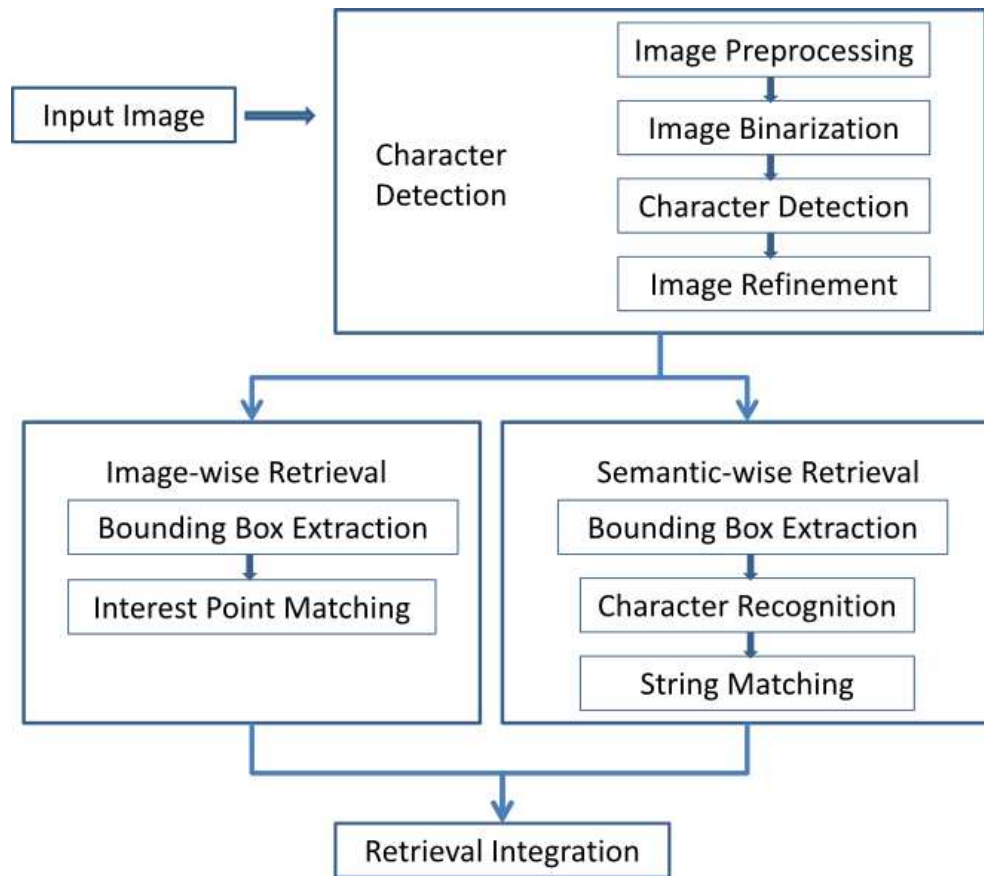 Input Image
Character
Detection
Image Preprocessing
Image Binarization
Character Detection
Image Refinement
Image-wise Retrieval
Bounding Box Extraction
Interest Point Matching
Semantic-wise Retrieval
Bounding Box Extraction
Character Recognition
String Matching
Retrieval Integration